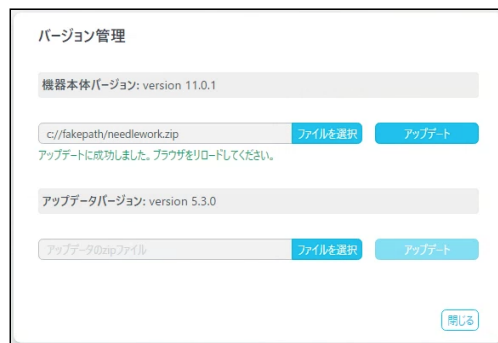 バージョン管理
機器本体バージョン: version 11.0.1
c://fakepath/needlework.zip ファイルを選択 アップデート
アップデートに成功しました。ブラウザをリロードしてください。
アップデータバージョン: version 5.3.0
アップデータのzipファイル ファイルを選択 アップデート
閉じる